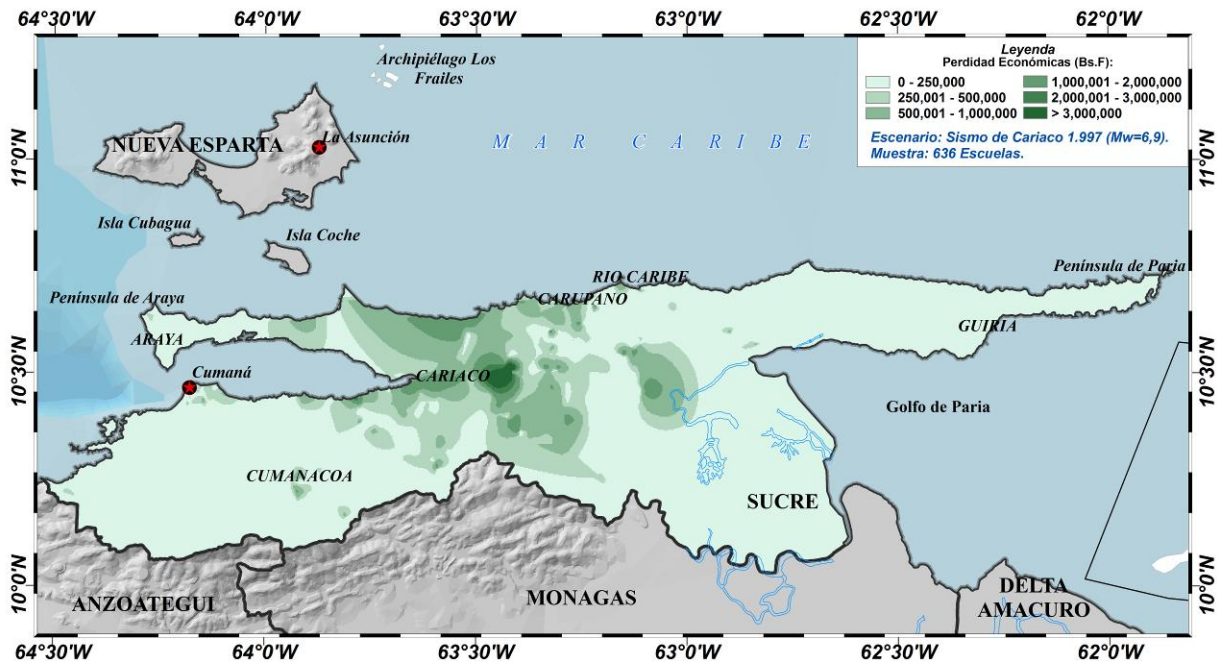 64°30'W 64°0'W 63°30'W 63°0'W 62°30'W 62°0'W
Archipiélago Los
Frailes
Leyenda
Perdidad Económicas (Bs.F):
0 - 250,000 1,000,001 - 2,000,000
250,001 - 500,000 2,000,001 - 3,000,000
500,001 - 1,000,000 > 3,000,000
Escenario: Sismo de Cariaco 1.997 (Mw=6,9).
Muestra: 636 Escuelas.
La Asunción
NUEVA ESPARTA
MAR CARIBE
11°0'N 11°0'N
Isla Cubagua
Isla Coche
RIO CARIBE
Península de Paria
Península de Araya
CARUPANO
GUIRIA
ARAYA
10°30'N 10°30'N
Cumaná
CARIACO
Golfo de Paria
CUMANACOA
SUCRE
10°0'N 10°0'N
ANZOATEGUI
MONAGAS
DELTA
AMACURO
64°30'W 64°0'W 63°30'W 63°0'W 62°30'W 62°0'W